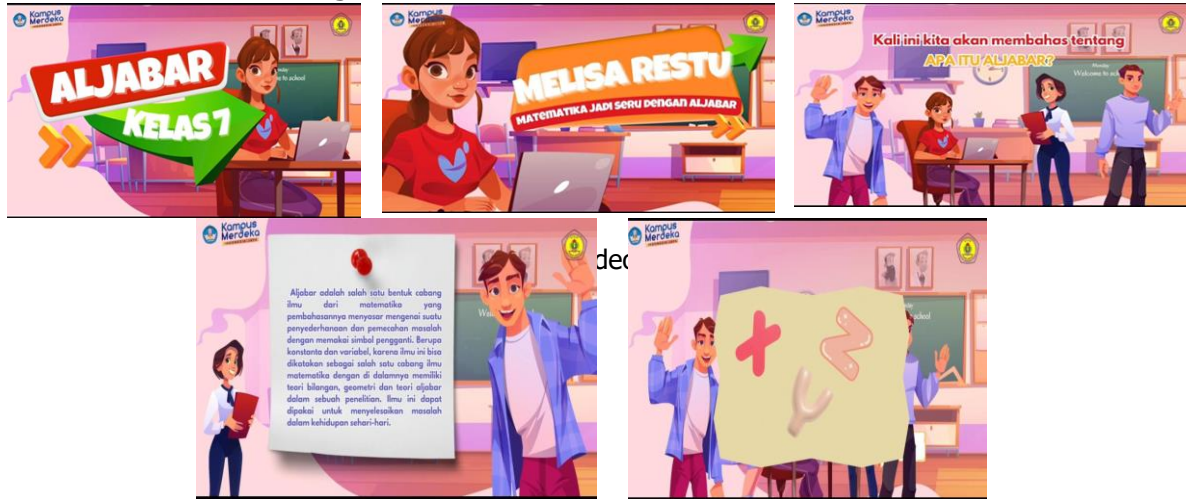 Kampus
Merdeka
ALJABAR
KELAS 7
Kampus
Merdeka
MELISA RESTU
MATEMATIKA JADI SERU DENGAN ALJABAR
Kampus
Merdeka
Kali ini kita akan membahas tentang
APA ITU ALJABAR?
Welcome to
Kampus
Merdeka
Aljabar adalah salah satu bentuk cabang
ilmu dari matematika yang
pembahasannya menyasar mengenai suatu
penyederhanaan dan pemecahan masalah
dengan memakai simbol pengganti. Berupa
konstanta dan variabel, karena ilmu ini bisa
dikatakan sebagai salah satu cabang ilmu
matematika dengan di dalamnya memiliki
teori bilangan, geometri dan teori aljabar
dalam sebuah penelitian. Ilmu ini dapat
dipakai untuk menyelesaikan masalah
dalam kehidupan sehari-hari.
Kampus
Merdeka
X Z
Y